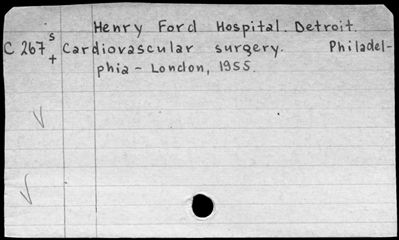 Henry Ford Hospital. Detroit.
C 267 s + Cardiovascular surgery. Philadel-
phia - London, 1955.